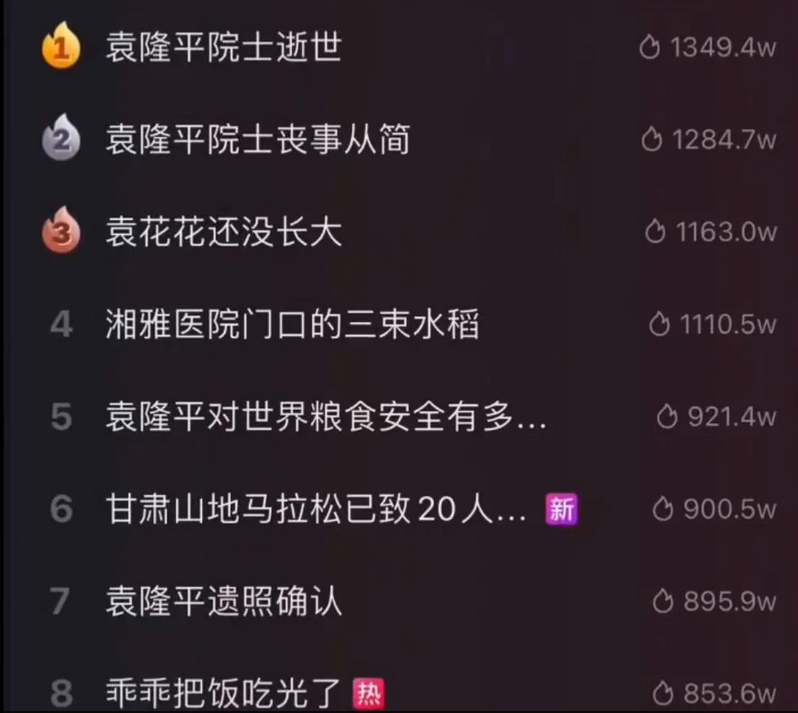 1 袁隆平院士逝世 1349.4w
2 袁隆平院士丧事从简 1284.7w
3 袁花花还没长大 1163.0w
4 湘雅医院门口的三束水稻 1110.5w
5 袁隆平对世界粮食安全有多... 921.4w
6 甘肃山地马拉松已致20人... 新 900.5w
7 袁隆平遗照确认 895.9w
8 乖乖把饭吃光了 热 853.6w